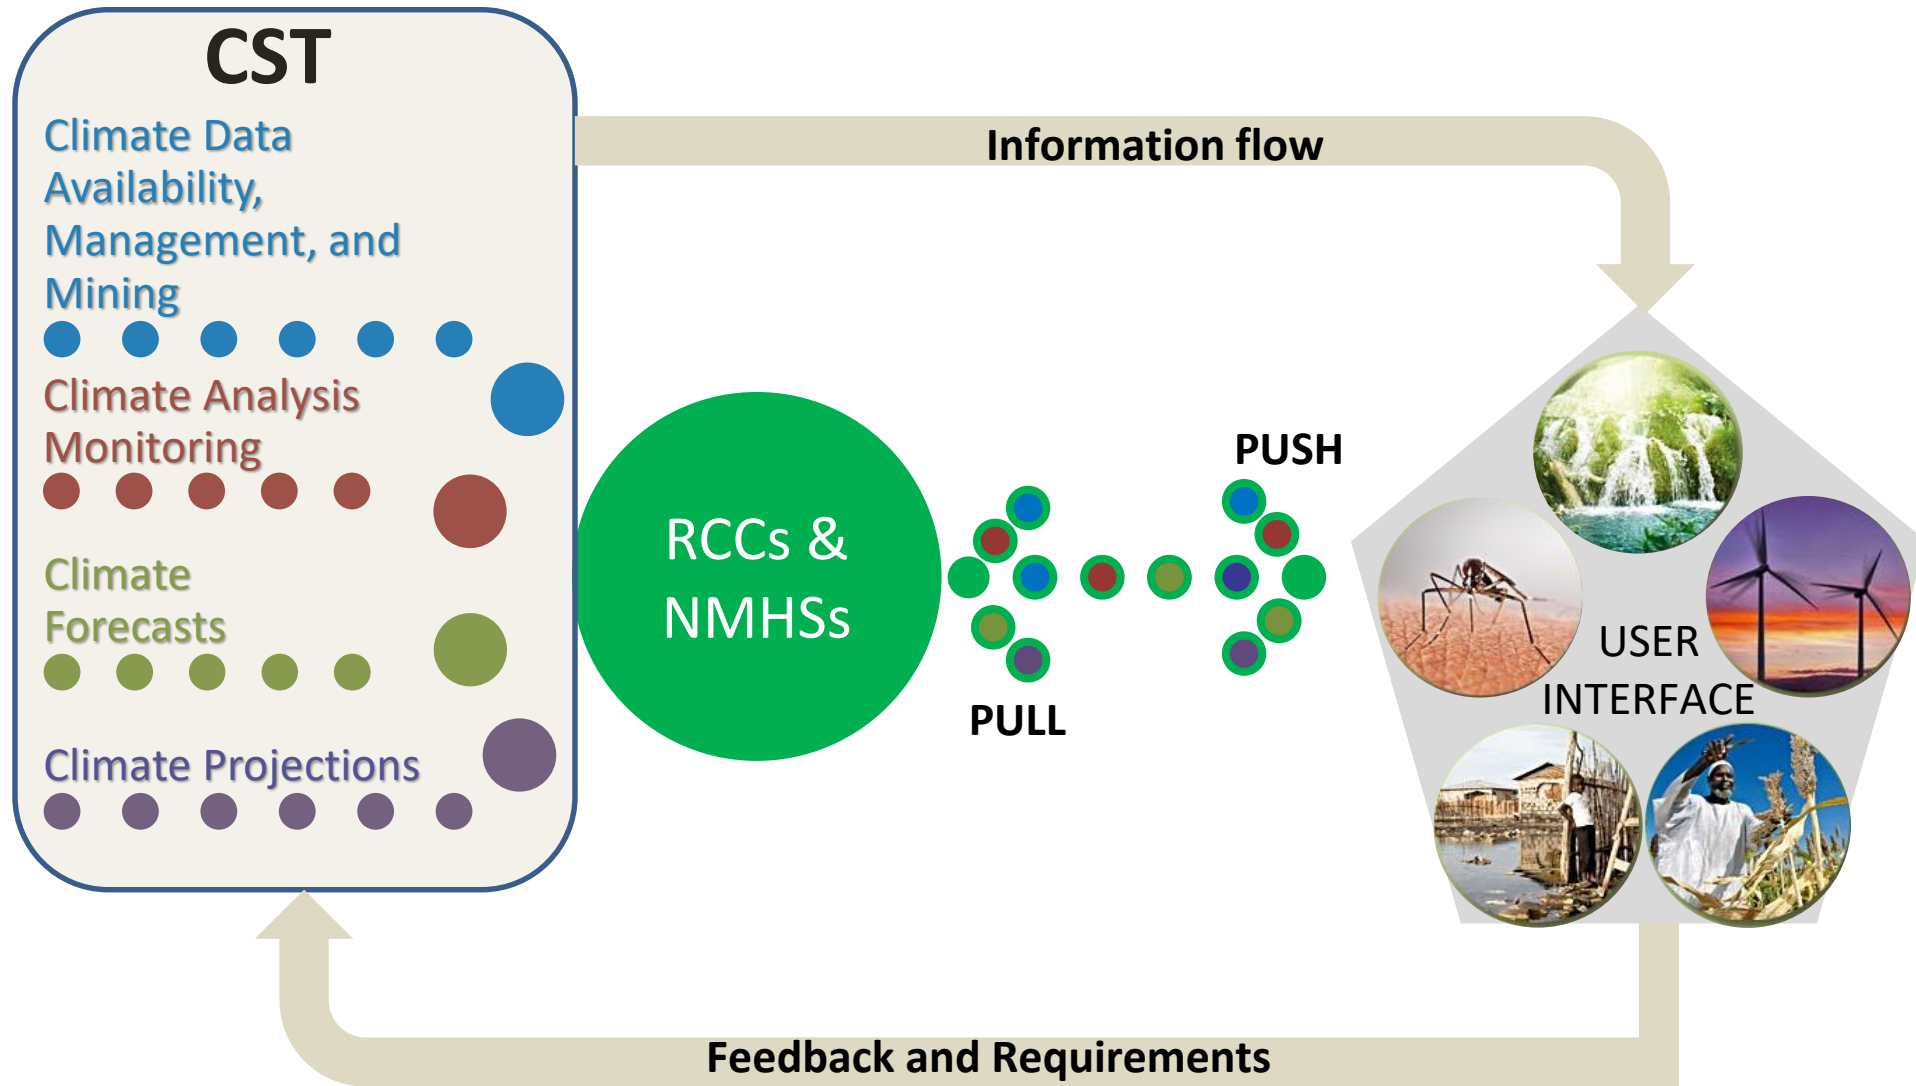 CST
Climate Data
Availability,
Management, and
Mining
Climate Analysis
Monitoring
Climate
Forecasts
Climate Projections
Information flow
RCCs &
NMHSs
PUSH
PULL
USER
INTERFACE
Feedback and Requirements